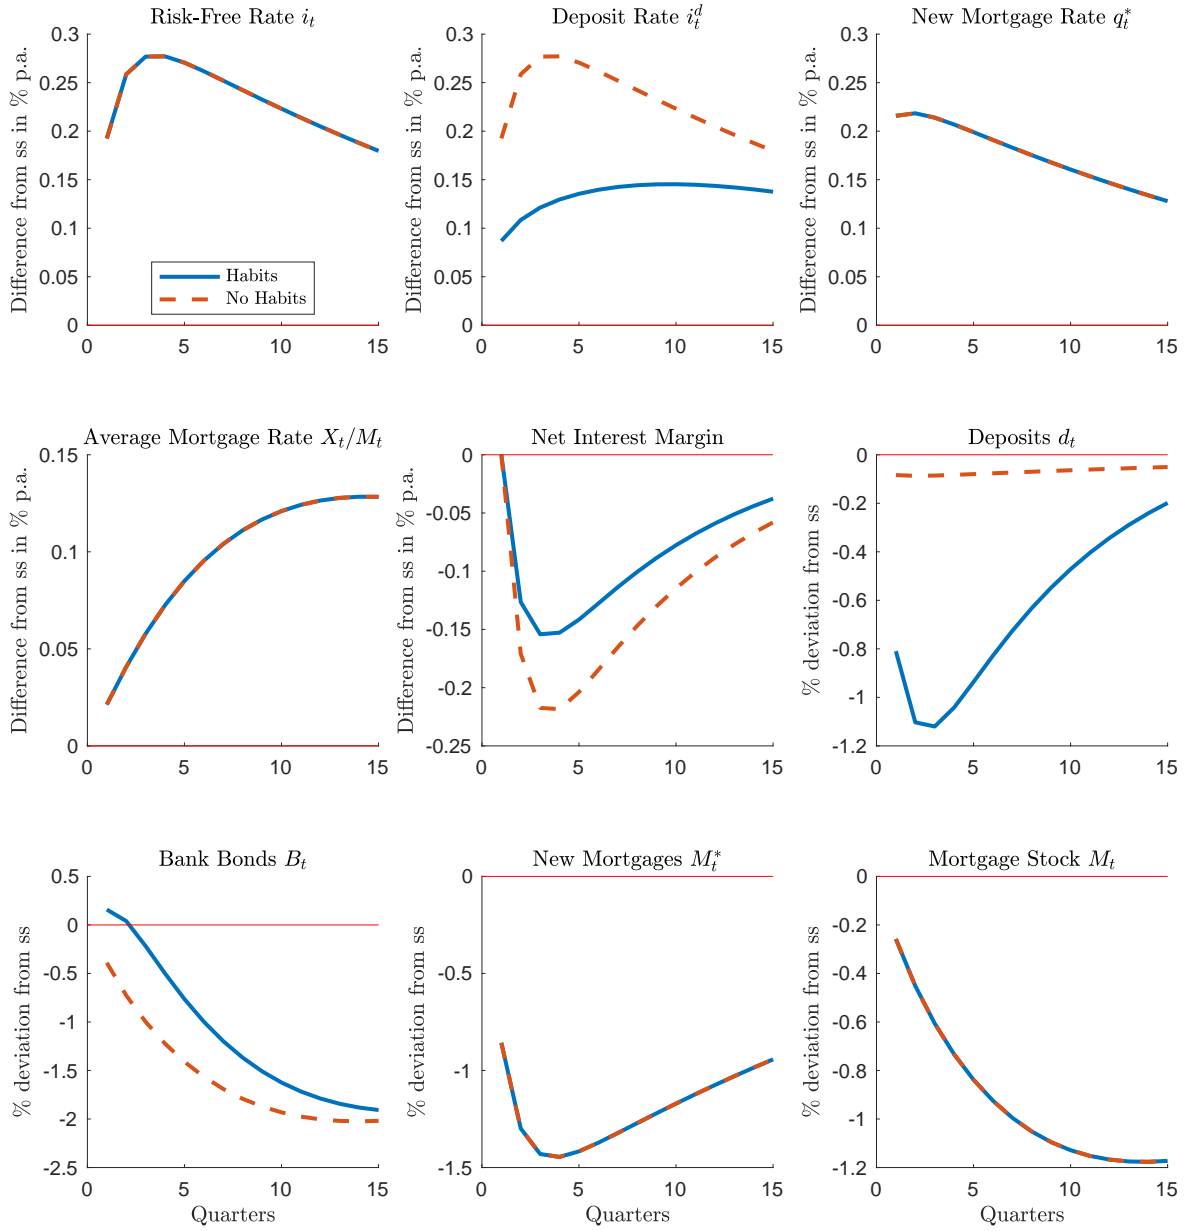 Risk-Free Rate i_t
Deposit Rate i_t^d
New Mortgage Rate q_t^*
Difference from ss in % p.a.
0.3
0.25
0.2
0.15
0.1
0.05
0
0 5 10 15
Habits
No Habits
Difference from ss in % p.a.
0.3
0.25
0.2
0.15
0.1
0.05
0
0 5 10 15
Difference from ss in % p.a.
0.3
0.25
0.2
0.15
0.1
0.05
0
0 5 10 15
Average Mortgage Rate X_t/M_t
Net Interest Margin
Deposits d_t
Difference from ss in % p.a.
0.15
0.1
0.05
0
0 5 10 15
Difference from ss in % p.a.
0
-0.05
-0.1
-0.15
-0.2
-0.25
0 5 10 15
% deviation from ss
0
-0.2
-0.4
-0.6
-0.8
-1
-1.2
0 5 10 15
Bank Bonds B_t
New Mortgages M_t^*
Mortgage Stock M_t
% deviation from ss
0.5
0
-0.5
-1
-1.5
-2
-2.5
0 5 10 15
Quarters
% deviation from ss
0
-0.5
-1
-1.5
0 5 10 15
Quarters
% deviation from ss
0
-0.2
-0.4
-0.6
-0.8
-1
-1.2
0 5 10 15
Quarters